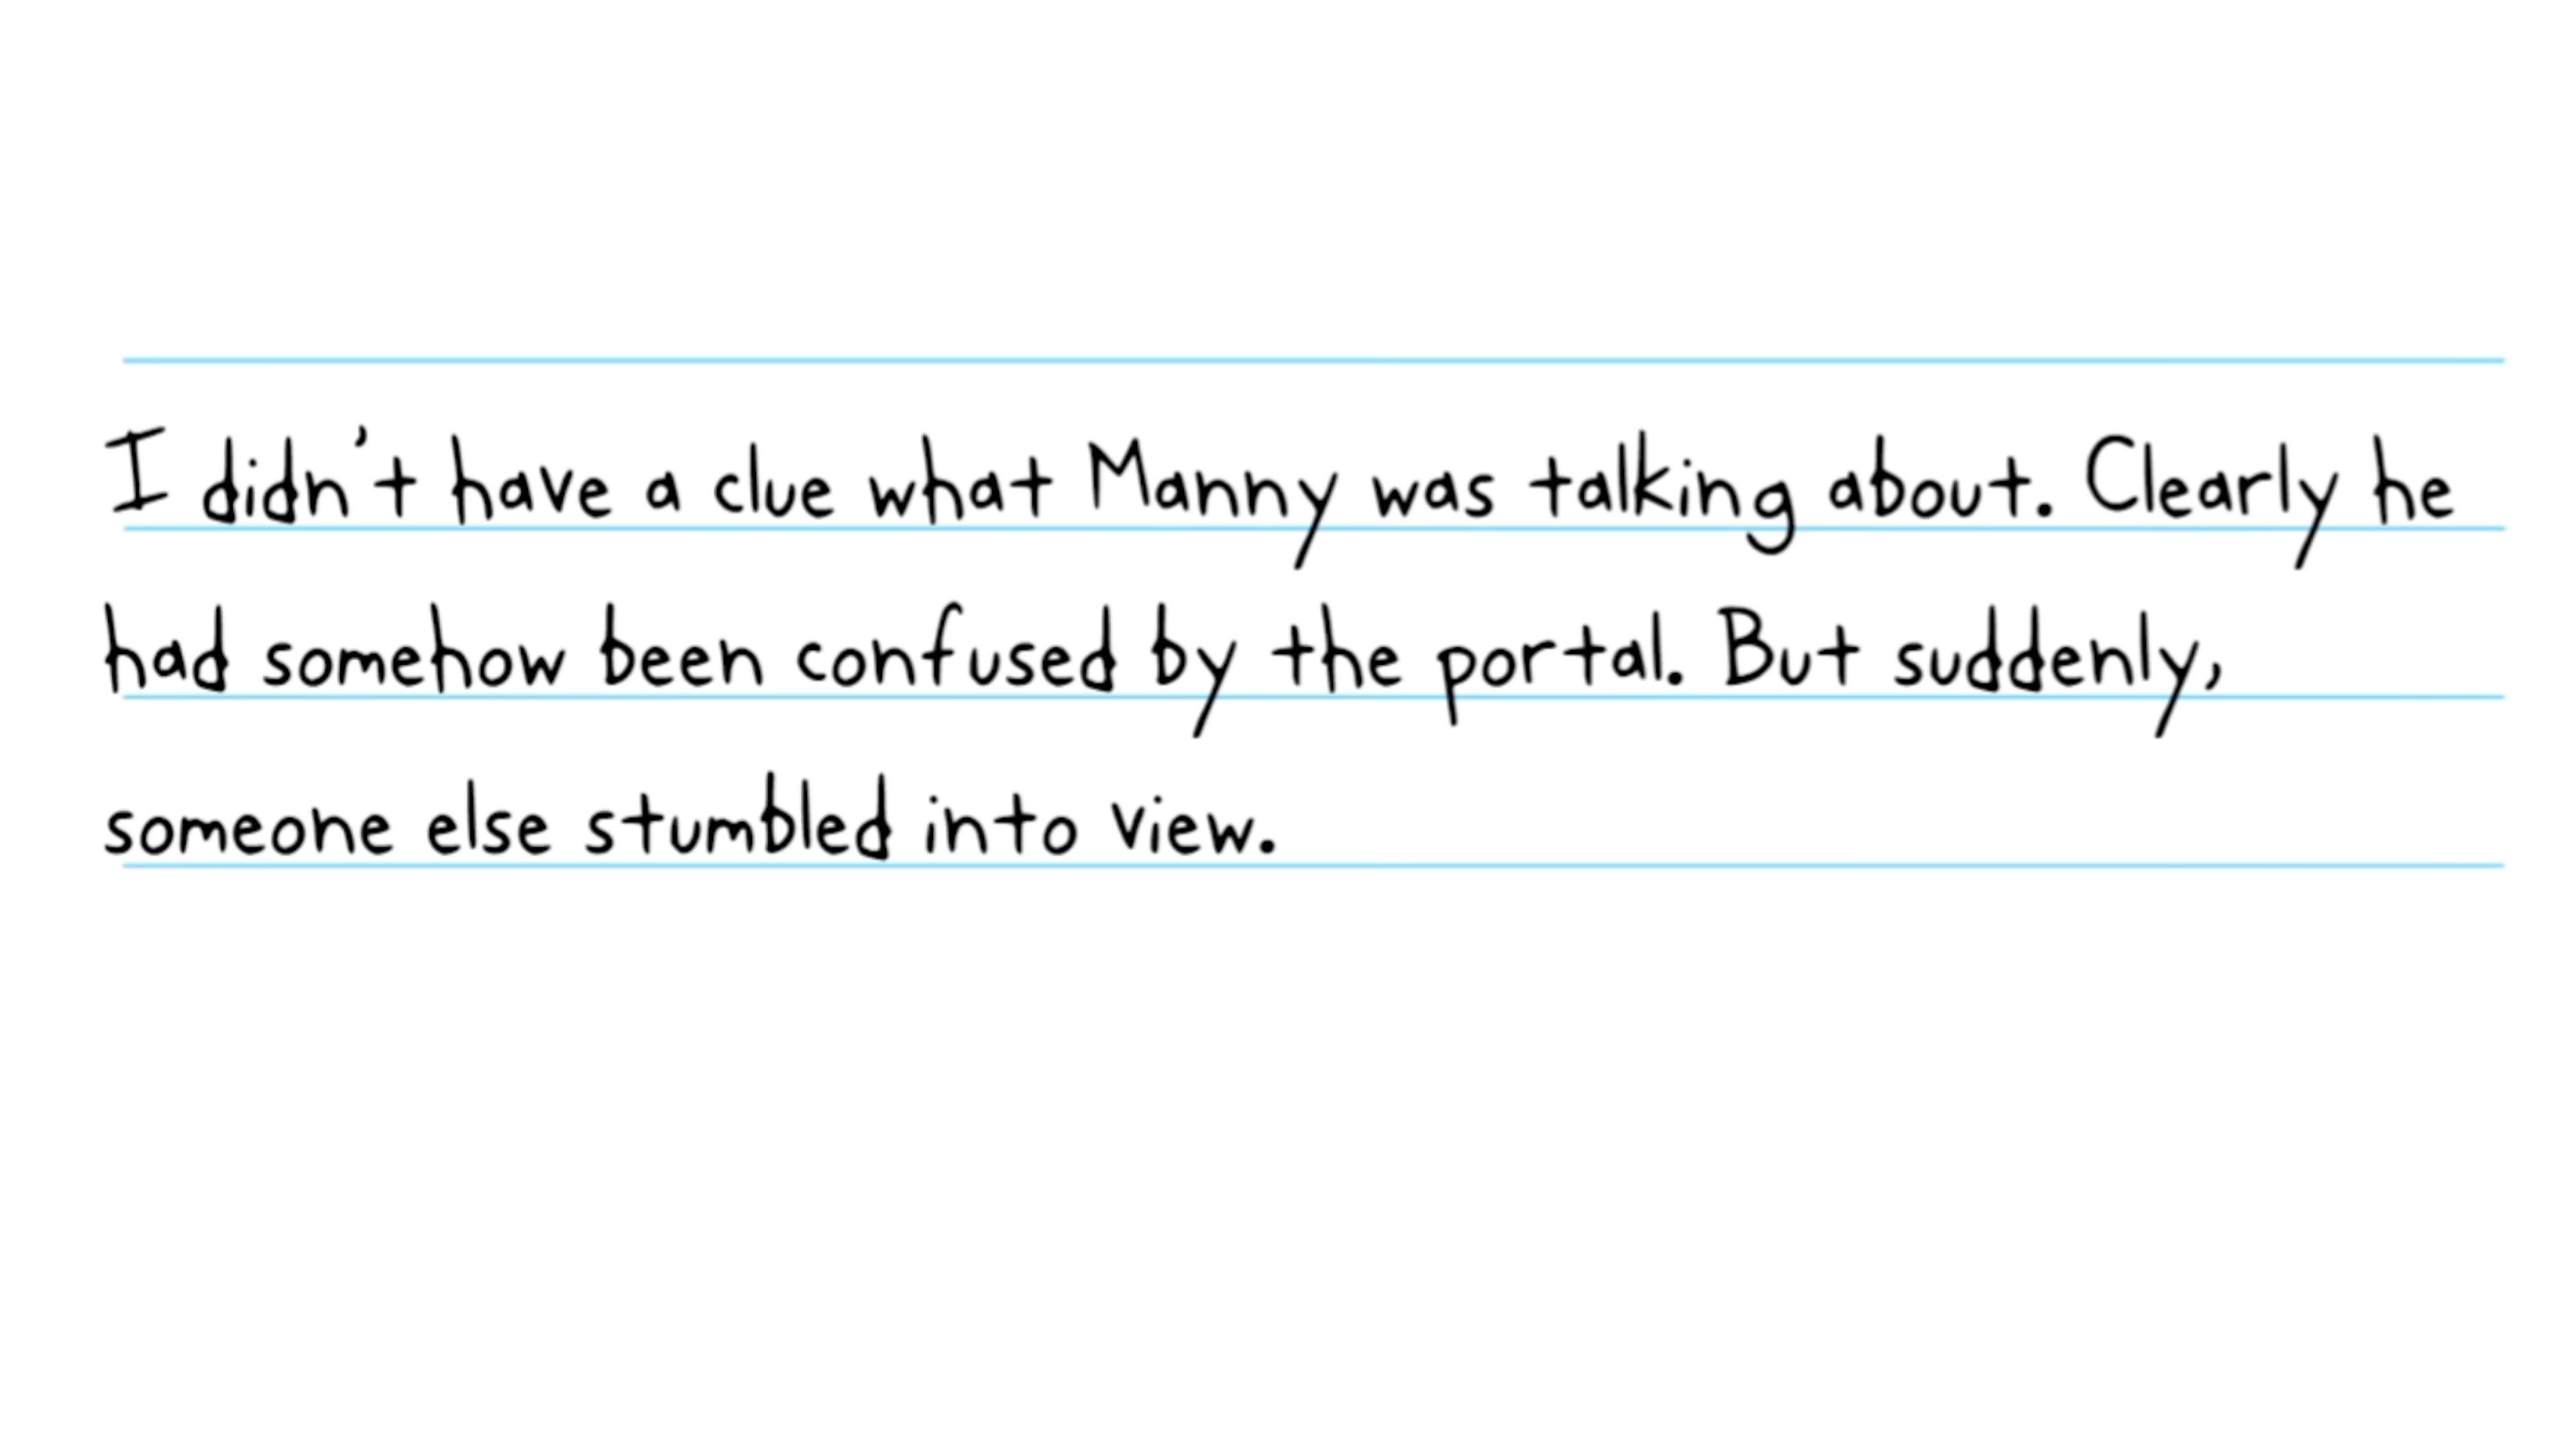 I didn't have a clue what Manny was talking about. Clearly he
had somehow been confused by the portal. But suddenly,
someone else stumbled into view.